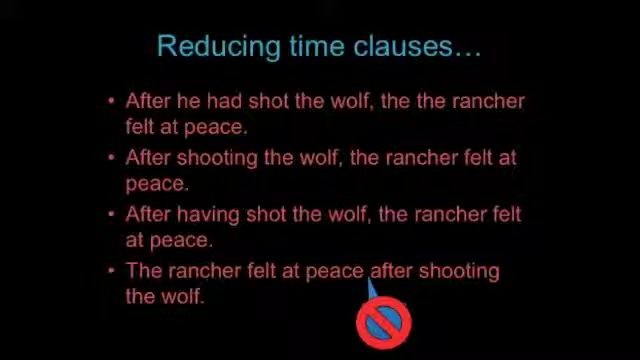 Reducing time clauses…
• After he had shot the wolf, the the rancher
felt at peace.
• After shooting the wolf, the rancher felt at
peace.
• After having shot the wolf, the rancher felt
at peace.
• The rancher felt at peace after shooting
the wolf.